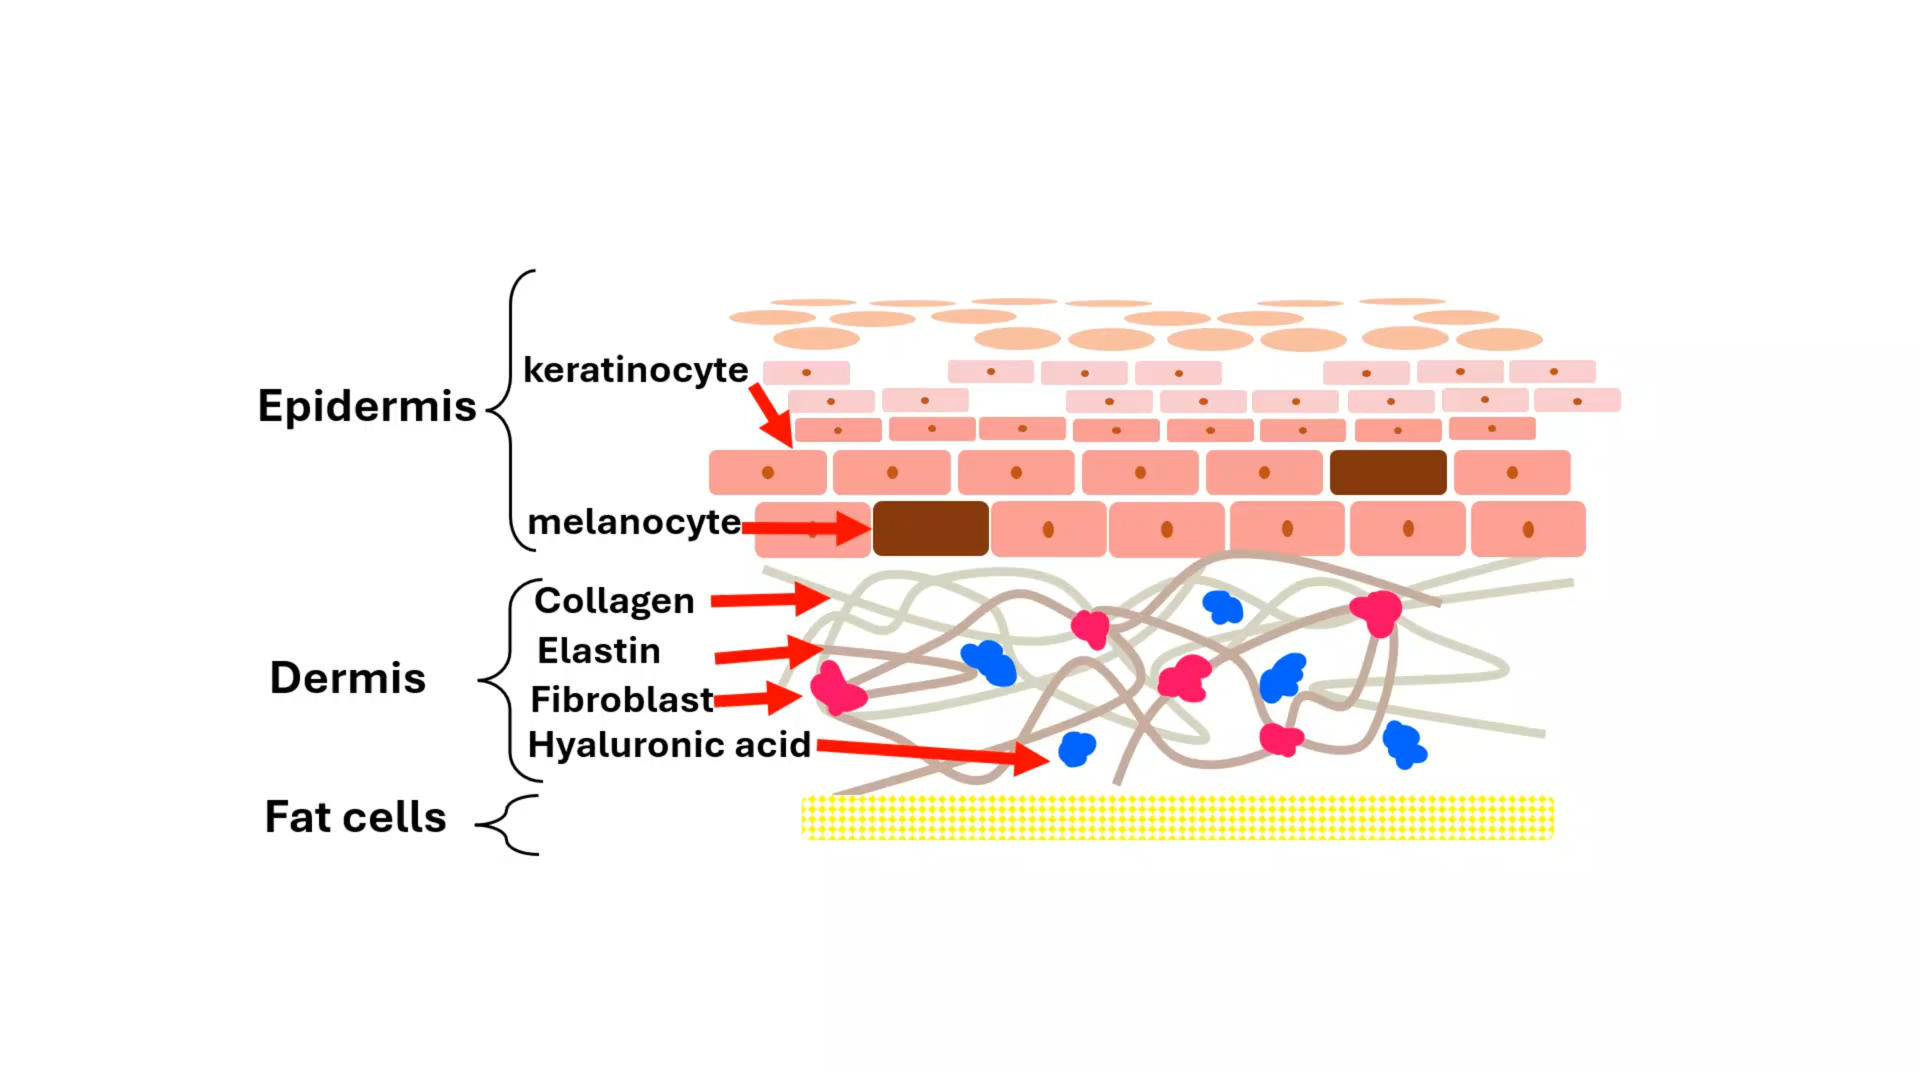 Epidermis
keratinocyte
melanocyte
Dermis
Collagen
Elastin
Fibroblast
Hyaluronic acid
Fat cells